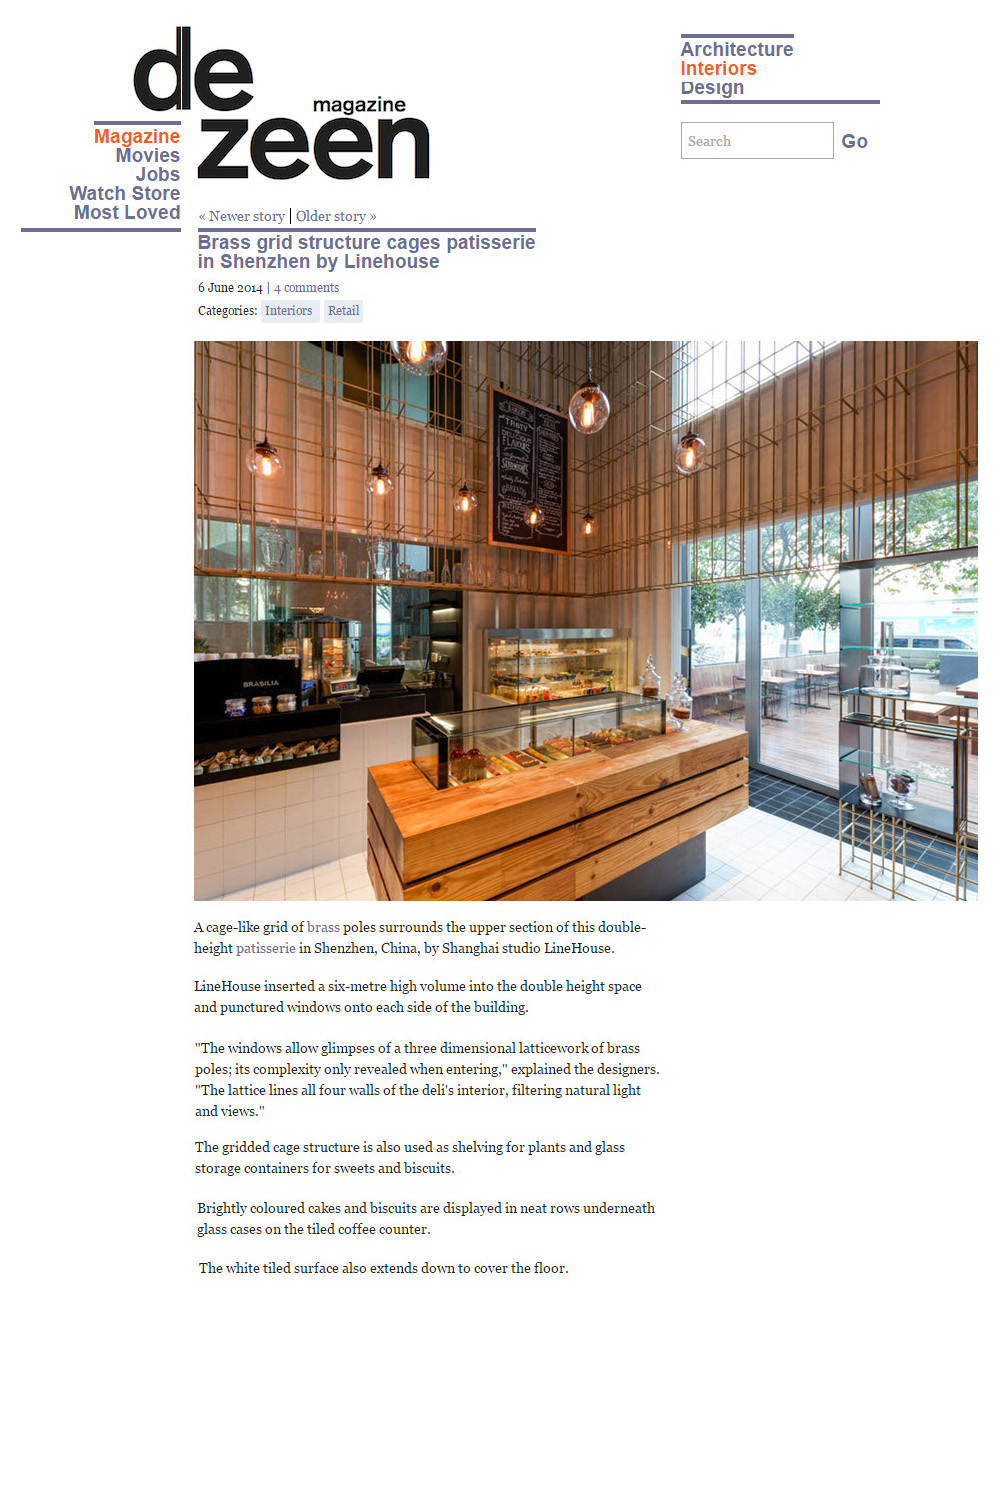 de
magazine
zeen
Magazine
Movies
Jobs
Watch Store
Most Loved
Architecture
Interiors
Design
Search Go
« Newer story | Older story »
Brass grid structure cages patisserie
in Shenzhen by Linehouse
6 June 2014 | 4 comments
Categories: Interiors Retail
TASTY
DELICIOUS
FLAVOURS
SANDWICHES
BRASILIA
A cage-like grid of brass poles surrounds the upper section of this double-
height patisserie in Shenzhen, China, by Shanghai studio LineHouse.
LineHouse inserted a six-metre high volume into the double height space
and punctured windows onto each side of the building.
"The windows allow glimpses of a three dimensional latticework of brass
poles; its complexity only revealed when entering," explained the designers.
"The lattice lines all four walls of the deli's interior, filtering natural light
and views."
The gridded cage structure is also used as shelving for plants and glass
storage containers for sweets and biscuits.
Brightly coloured cakes and biscuits are displayed in neat rows underneath
glass cases on the tiled coffee counter.
The white tiled surface also extends down to cover the floor.